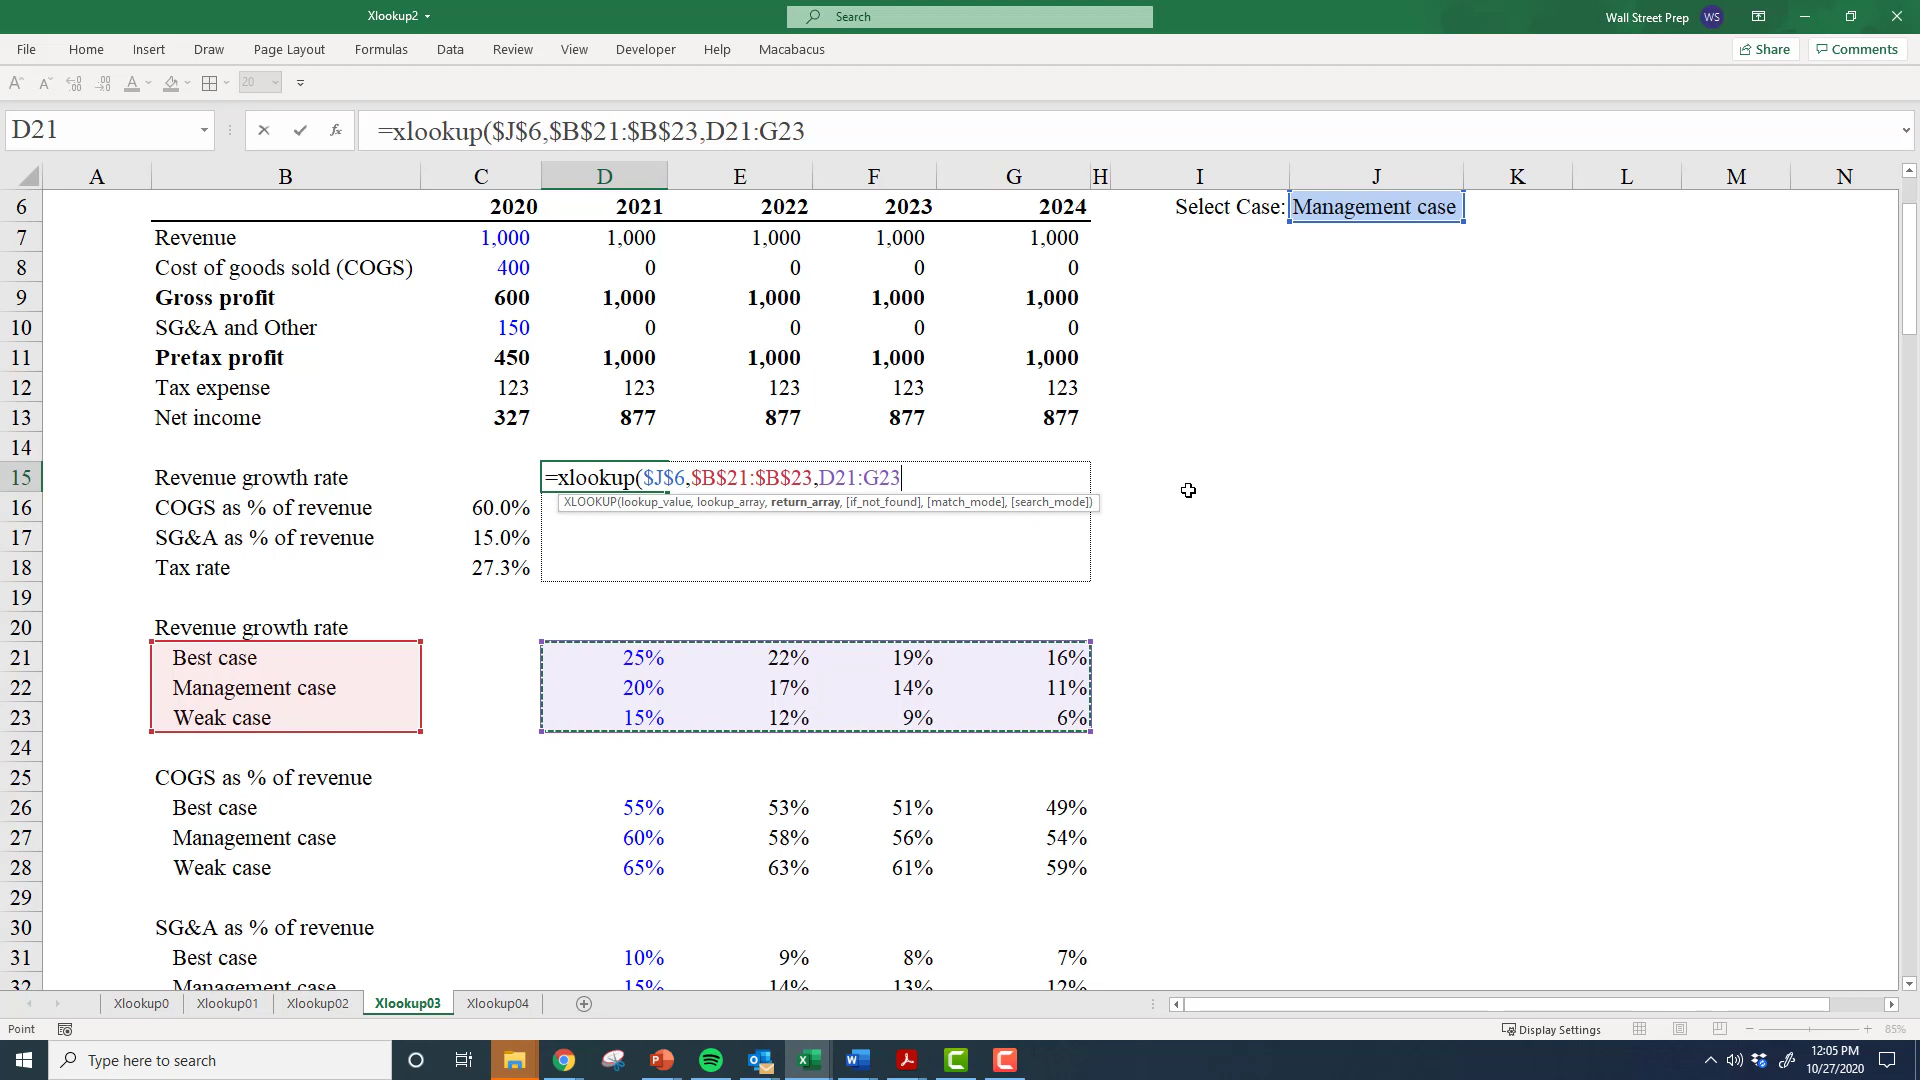 Xlookup2
Search
Wall Street Prep WS
File Home Insert Draw Page Layout Formulas Data Review View Developer Help Macabacus Share Comments
20
D21 fx =xlookup($J$6,$B$21:$B$23,D21:G23
A B C D E F G H I J K L M N
6 2020 2021 2022 2023 2024 Select Case: Management case
7 Revenue 1,000 1,000 1,000 1,000 1,000
8 Cost of goods sold (COGS) 400 0 0 0 0
9 Gross profit 600 1,000 1,000 1,000 1,000
10 SG&A and Other 150 0 0 0 0
11 Pretax profit 450 1,000 1,000 1,000 1,000
12 Tax expense 123 123 123 123 123
13 Net income 327 877 877 877 877
14
15 Revenue growth rate =xlookup($J$6,$B$21:$B$23,D21:G23
XLOOKUP(lookup_value, lookup_array, return_array, [if_not_found], [match_mode], [search_mode])
16 COGS as % of revenue 60.0%
17 SG&A as % of revenue 15.0%
18 Tax rate 27.3%
19
20 Revenue growth rate
21 Best case 25% 22% 19% 16%
22 Management case 20% 17% 14% 11%
23 Weak case 15% 12% 9% 6%
24
25 COGS as % of revenue
26 Best case 55% 53% 51% 49%
27 Management case 60% 58% 56% 54%
28 Weak case 65% 63% 61% 59%
29
30 SG&A as % of revenue
31 Best case 10% 9% 8% 7%
32 Management case 15% 14% 13% 12%
Xlookup0 Xlookup01 Xlookup02 Xlookup03 Xlookup04
Point Display Settings 85%
Type here to search
12:05 PM
10/27/2020